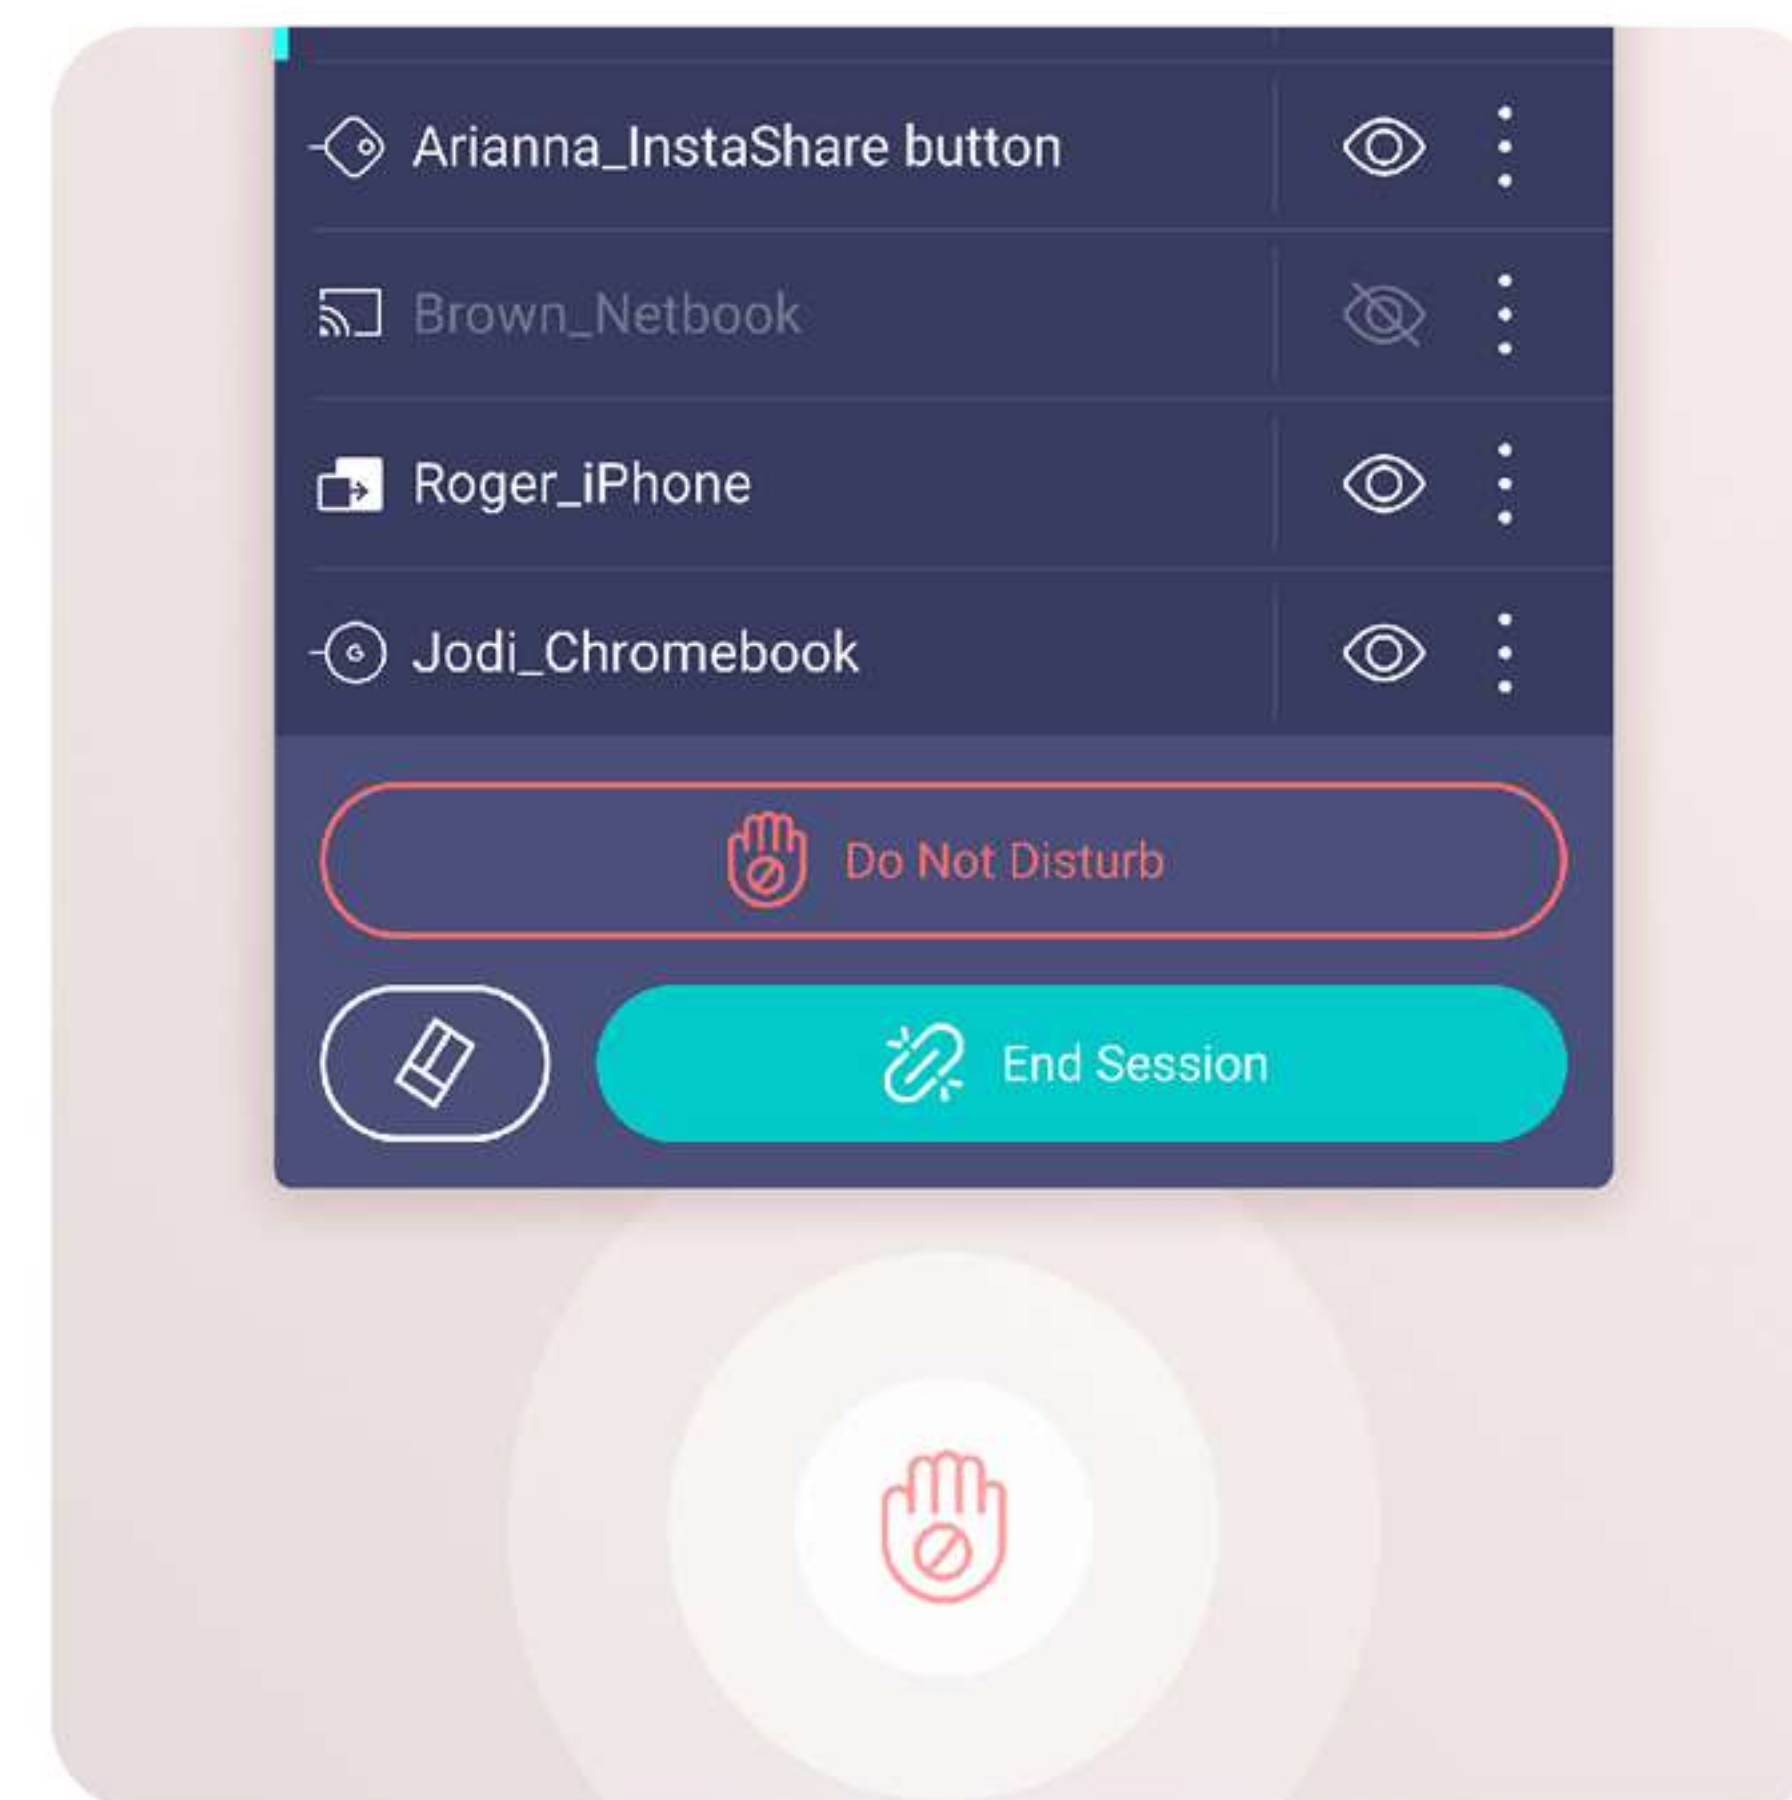 Arianna_InstaShare button
Brown_Netbook
Roger_iPhone
Jodi_Chromebook
Do Not Disturb
End Session